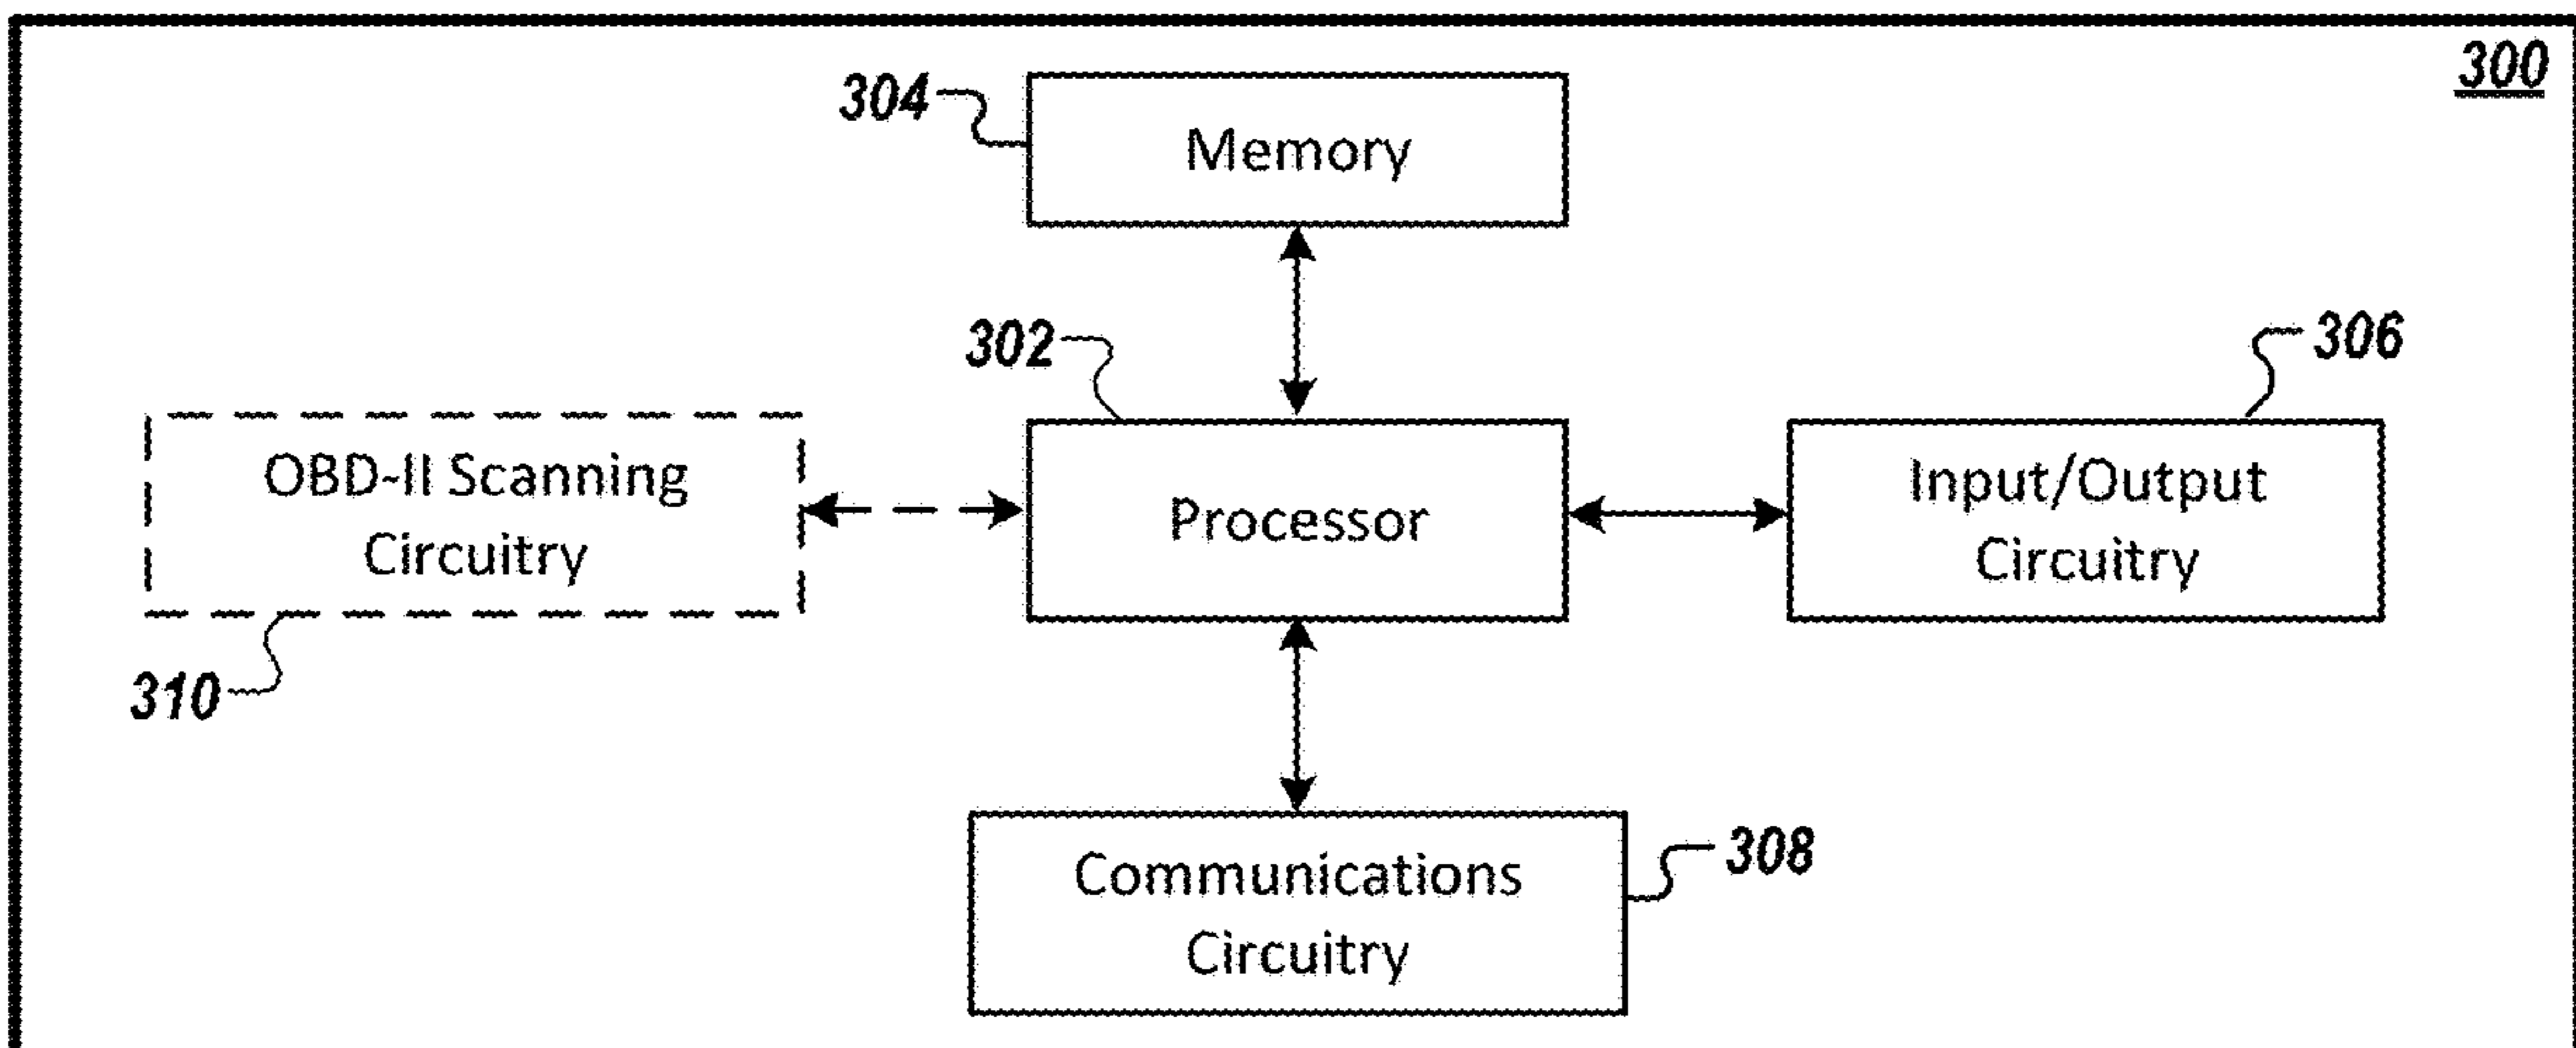 300
304
Memory
302
306
OBD-II Scanning
Circuitry
Processor
Input/Output
Circuitry
310
308
Communications
Circuitry